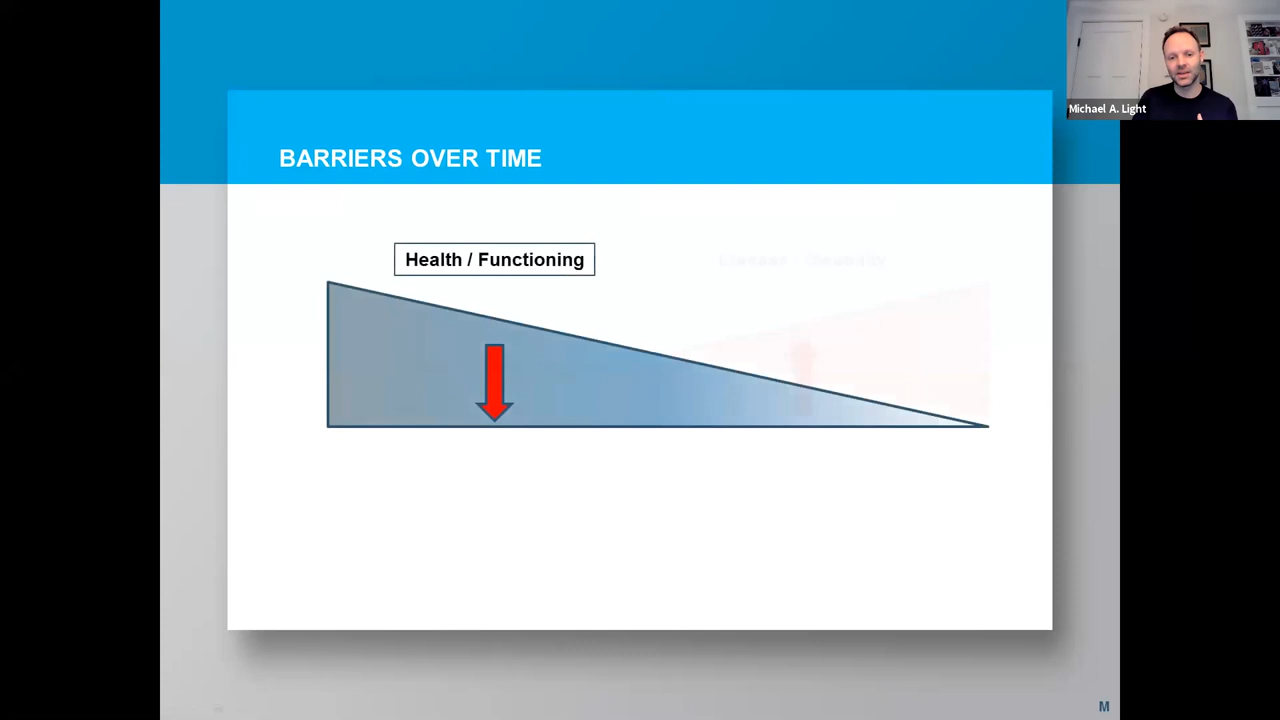 Michael A. Light
BARRIERS OVER TIME
Health / Functioning
M